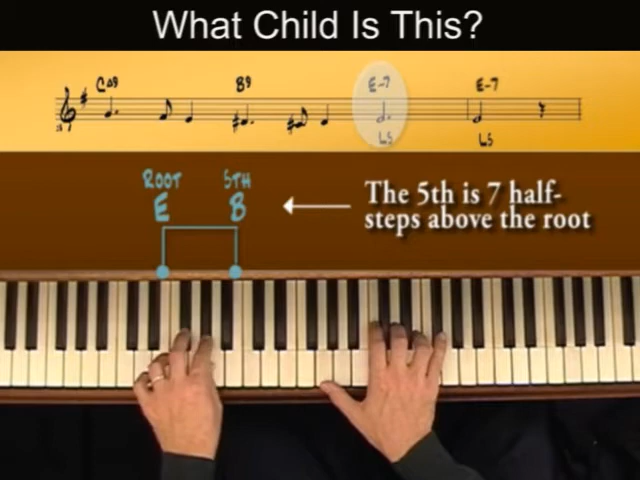 What Child Is This?
C∆9 B9 E-7 E-7
L5 L5
ROOT 5TH
E B
The 5th is 7 half-
steps above the root